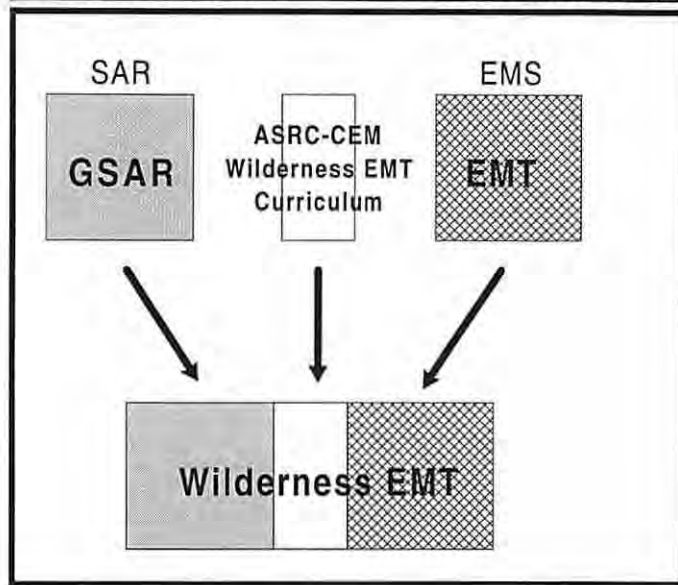 SAR
EMS
GSAR
ASRC-CEM
Wilderness EMT
Curriculum
EMT
Wilderness EMT